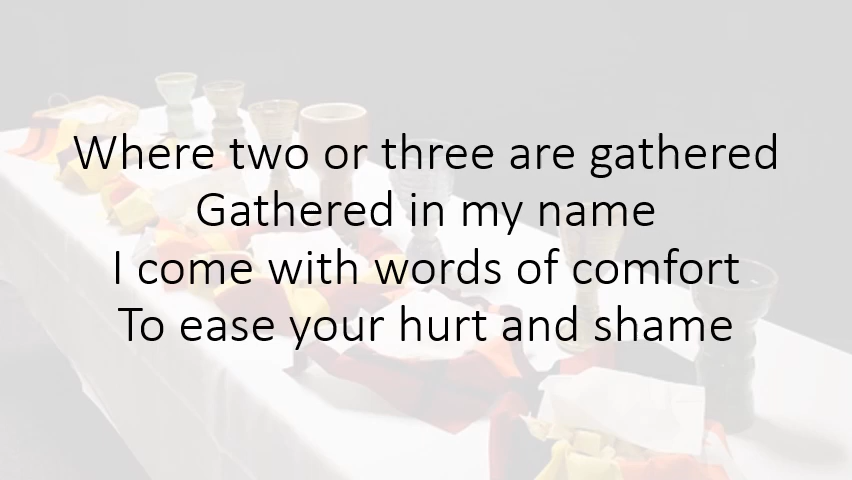 Where two or three are gathered
Gathered in my name
I come with words of comfort
To ease your hurt and shame